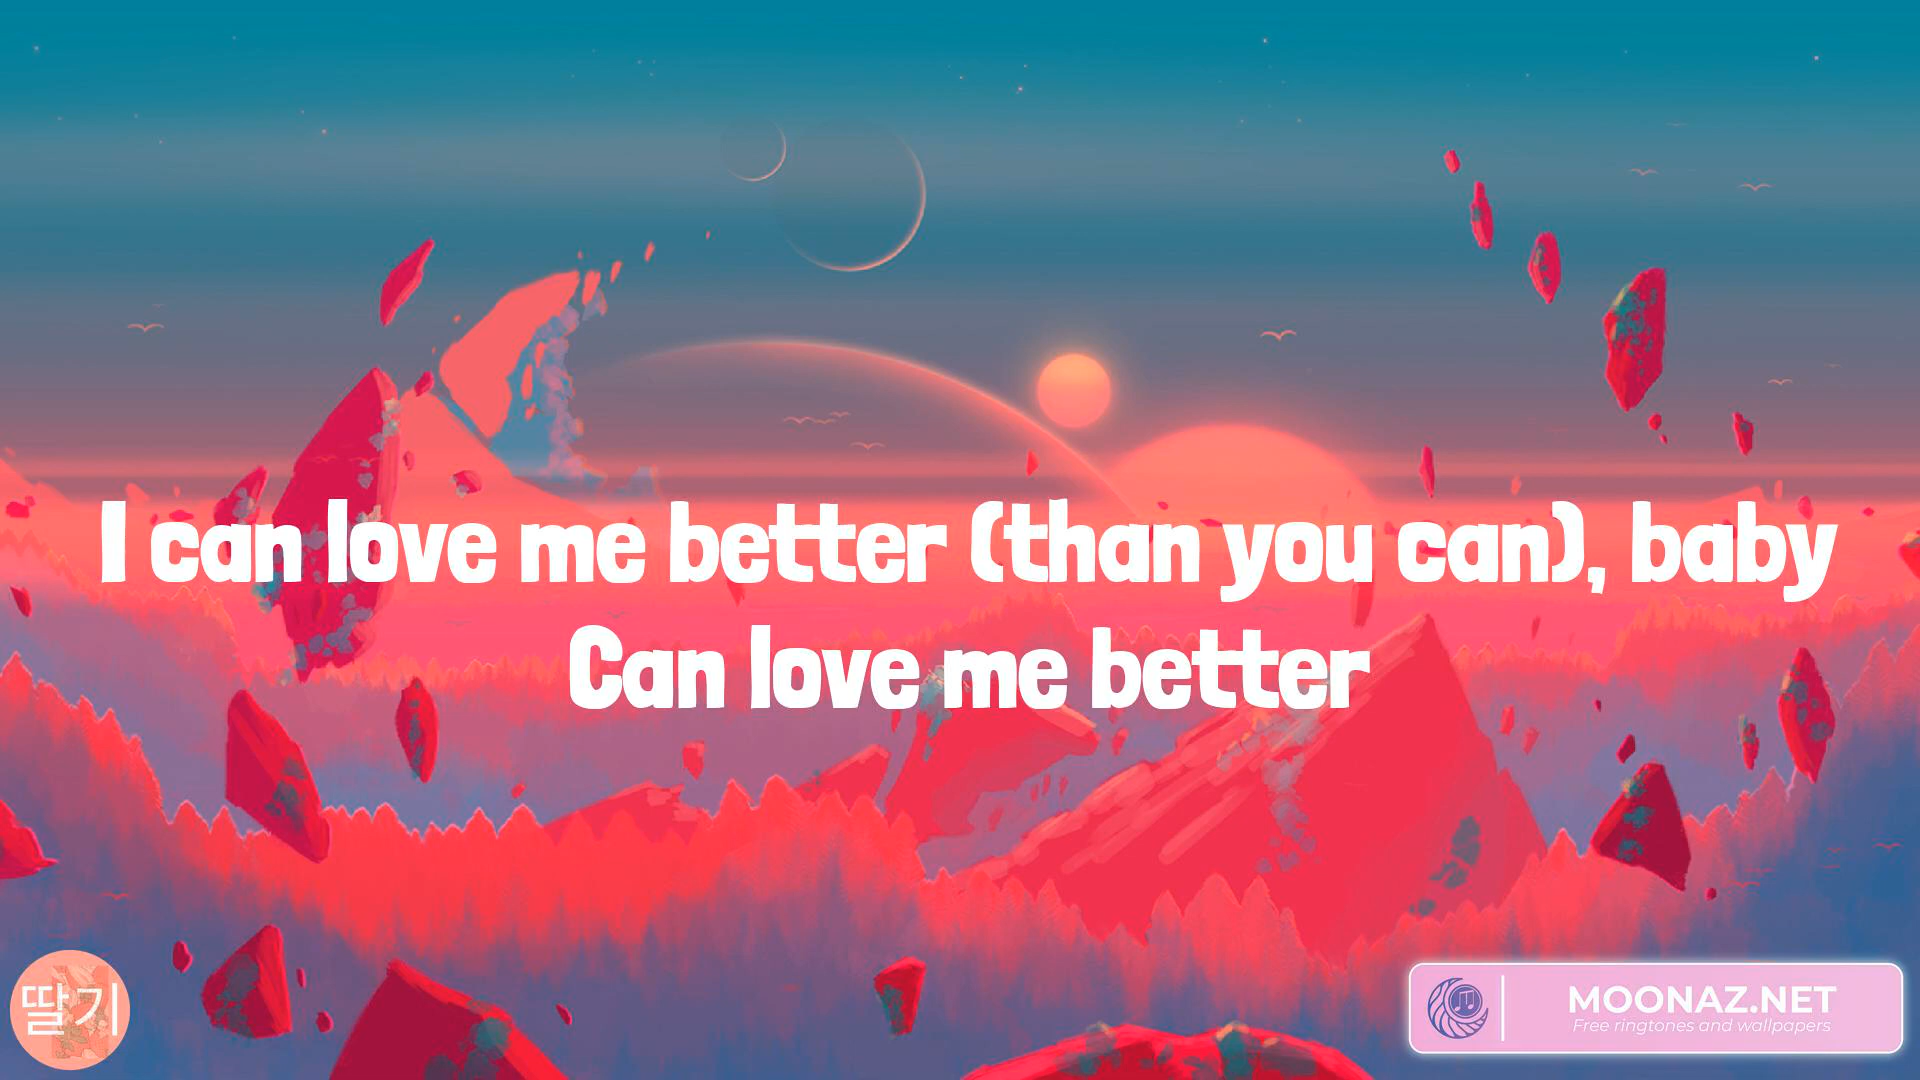 I can love me better (than you can), baby
Can love me better
딸기
MOONAZ.NET
Free ringtones and wallpapers